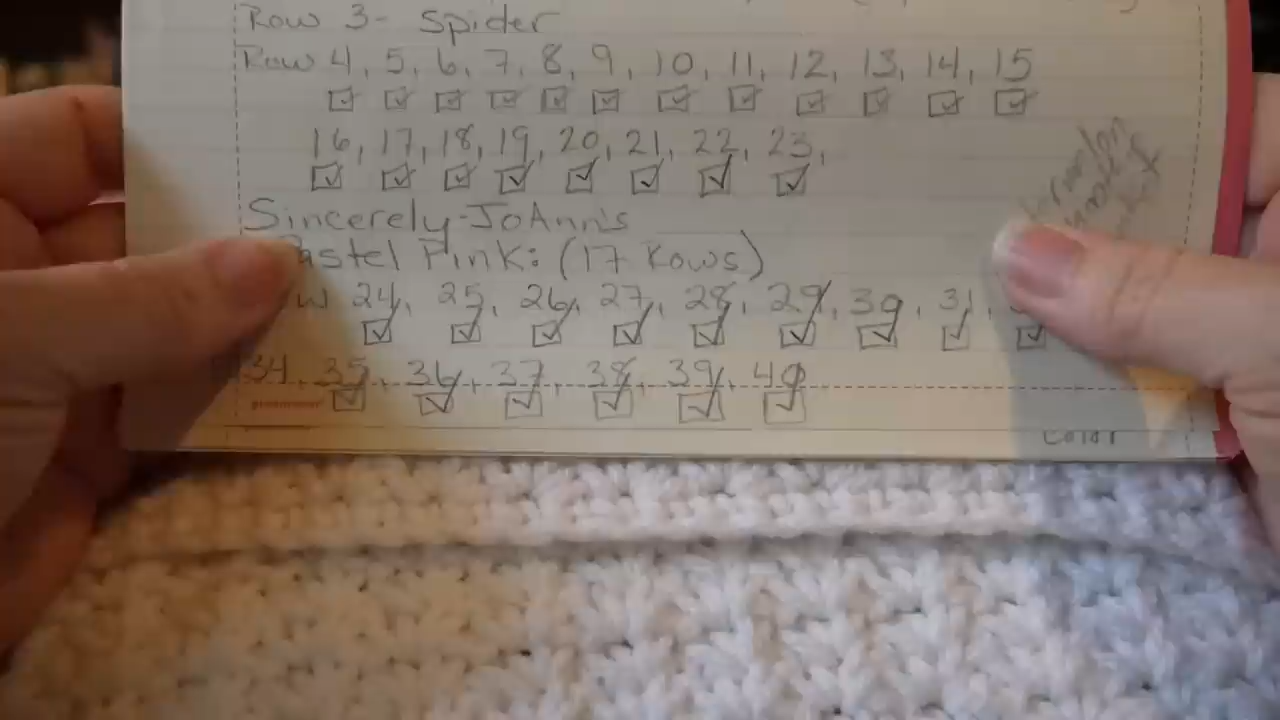 Row 3- Spider
Row 4, 5, 6, 7, 8, 9, 10, 11, 12, 13, 14, 15
16, 17, 18, 19, 20, 21, 22, 23,
Sincerely-JoAnn's
Pastel Pink: (17 Rows)
24, 25, 26, 27, 28, 29, 30, 31,
34, 35, 36, 37, 38, 39, 40
Color